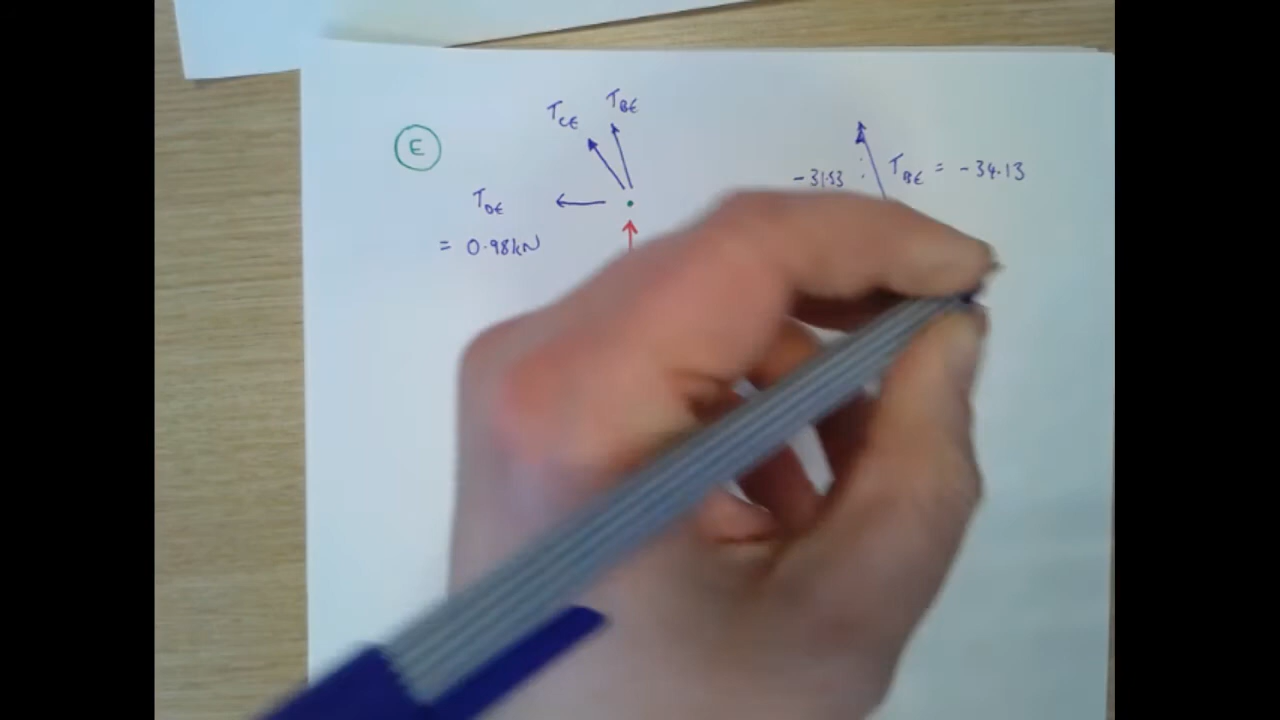 T_BE
T_CE
E
T_BE = -34.13
-31.53
T_DE
= 0.98kN